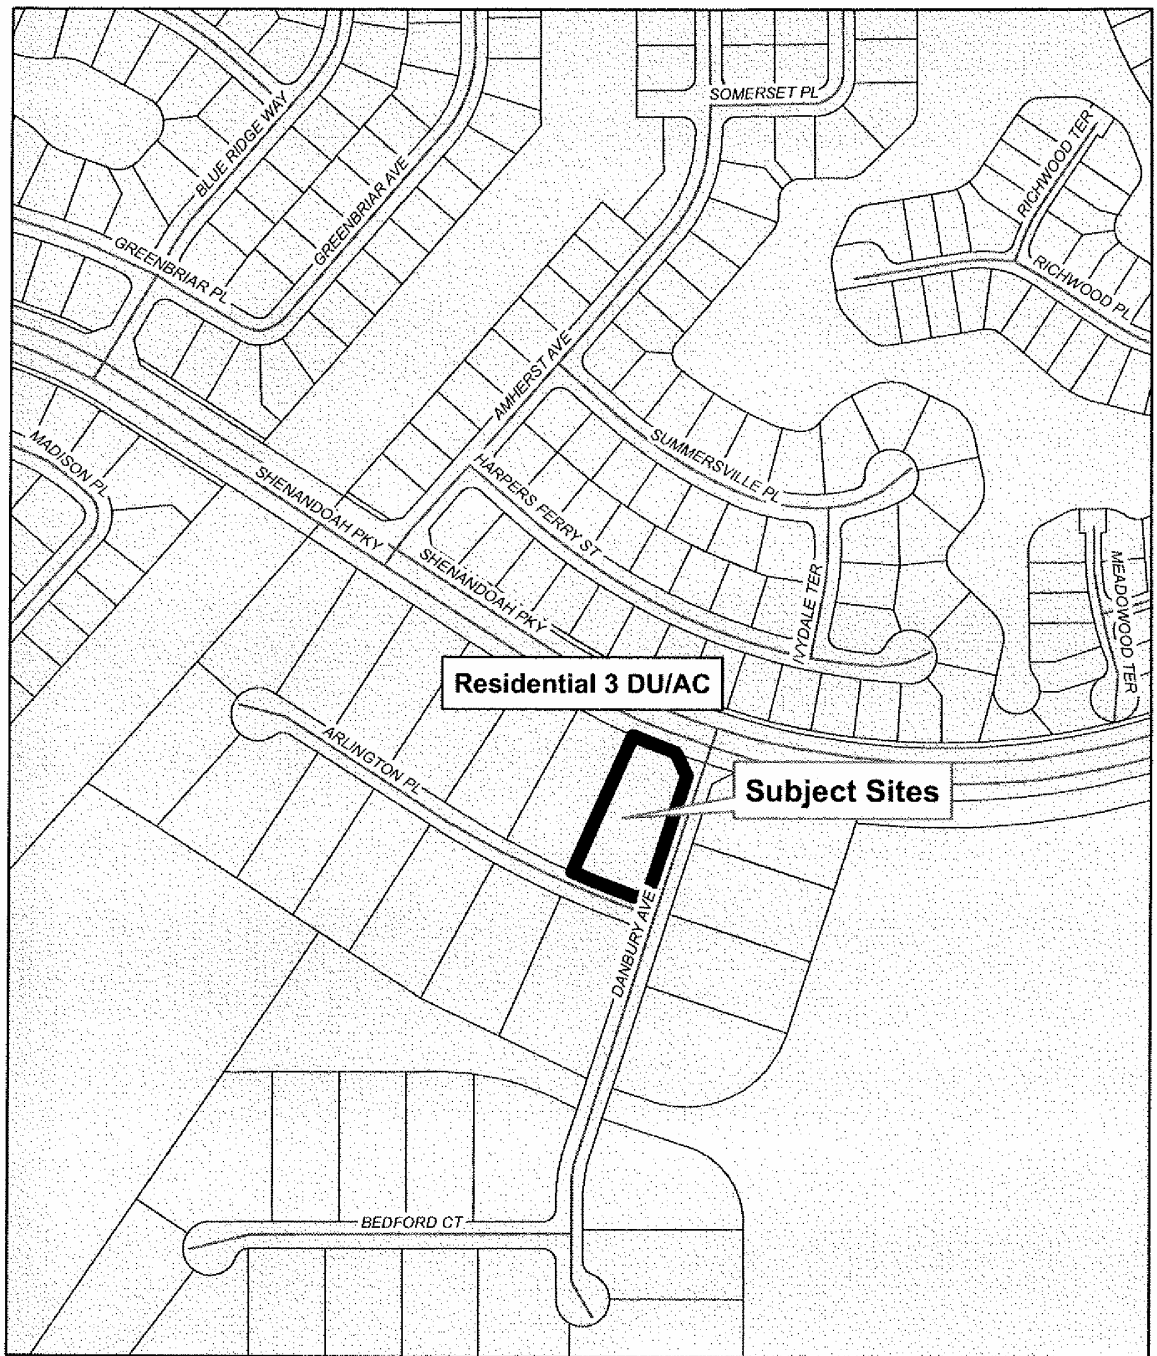 SOMERSET PL
BLUE RIDGE WAY
RICHWOOD TER
GREENBRIAR AVE
GREENBRIAR PL
RICHWOOD PL
AMHERST AVE
MADISON PL
SUMMERSVILLE PL
HARPERS FERRY ST
SHENANDOAH PKY
SHENANDOAH PKY
IVYDALE TER
MEADOWOOD TER
Residential 3 DU/AC
ARLINGTON PL
Subject Sites
DANBURY AVE
BEDFORD CT